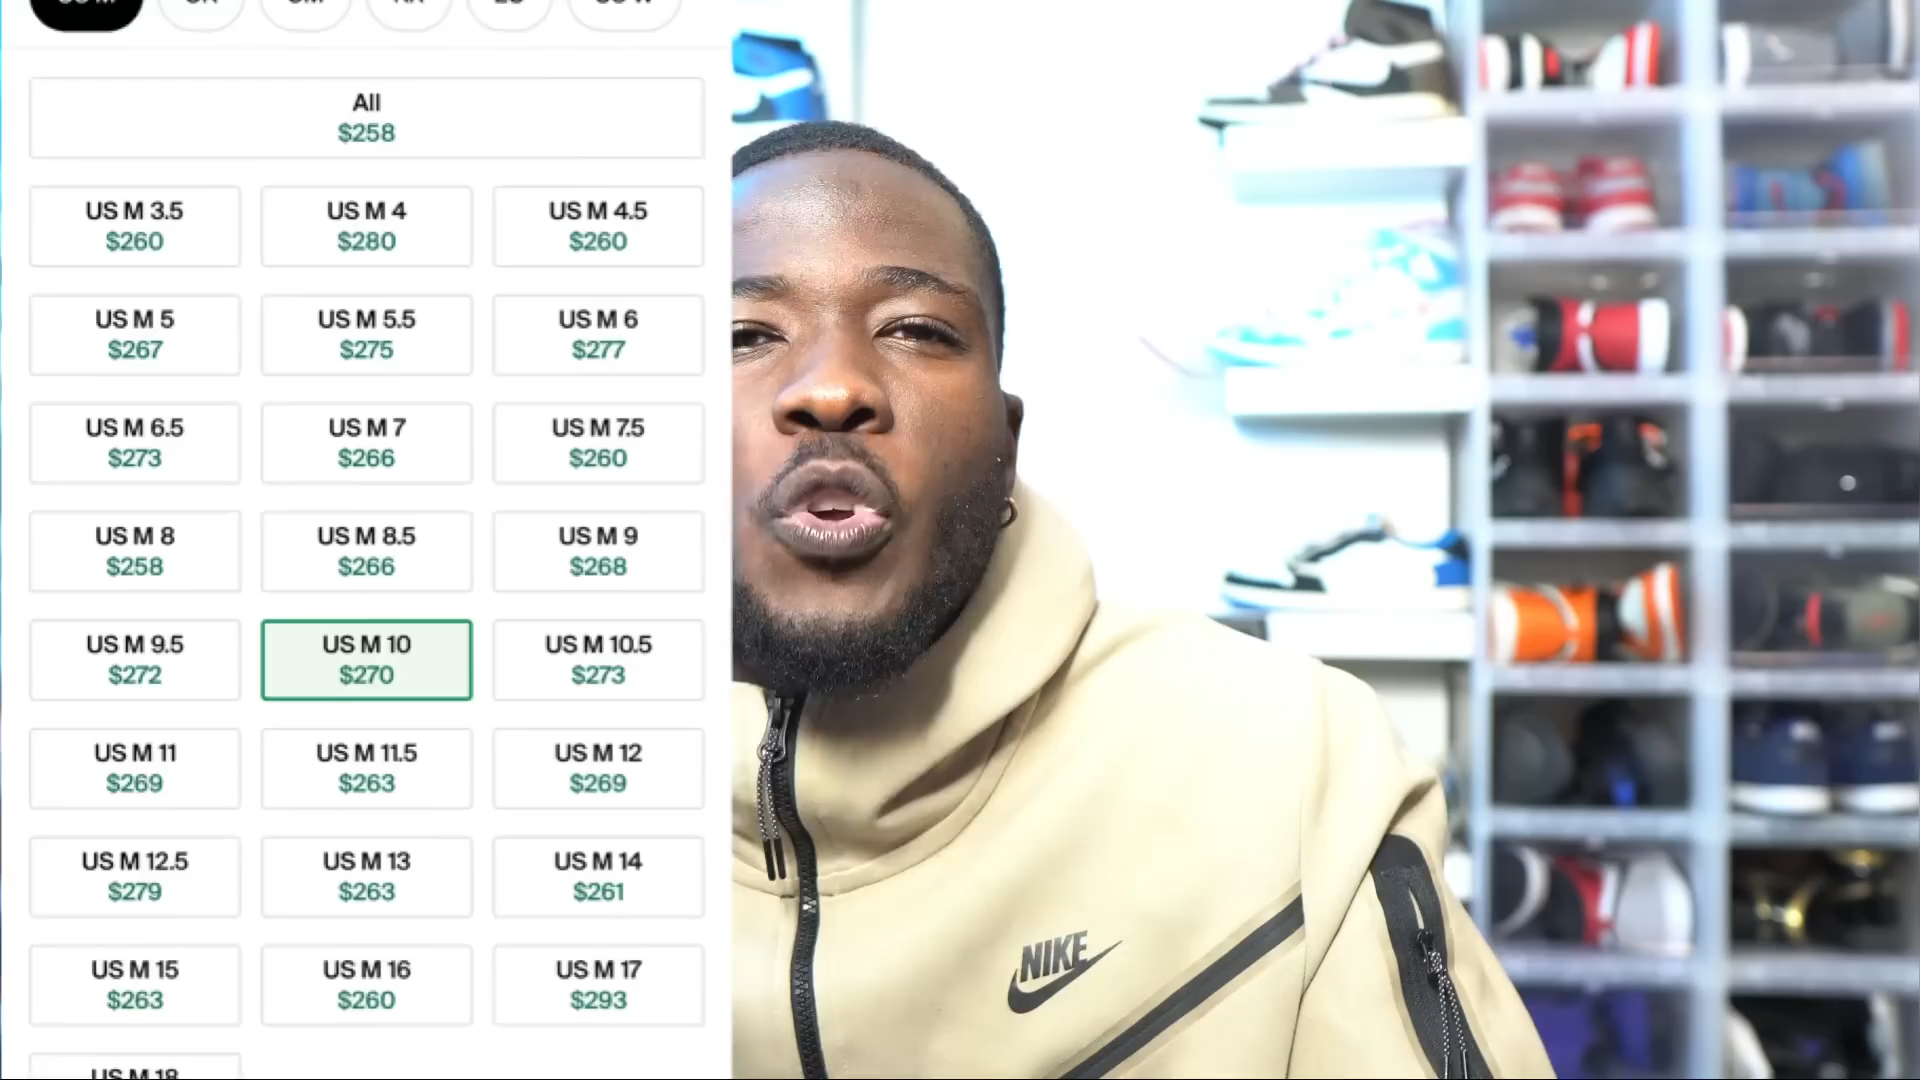 All
$258
US M 3.5
$260
US M 4
$280
US M 4.5
$260
US M 5
$267
US M 5.5
$275
US M 6
$277
US M 6.5
$273
US M 7
$266
US M 7.5
$260
US M 8
$258
US M 8.5
$266
US M 9
$268
US M 9.5
$272
US M 10
$270
US M 10.5
$273
US M 11
$269
US M 11.5
$263
US M 12
$269
US M 12.5
$279
US M 13
$263
US M 14
$261
US M 15
$263
US M 16
$260
US M 17
$293
US M 18
NIKE